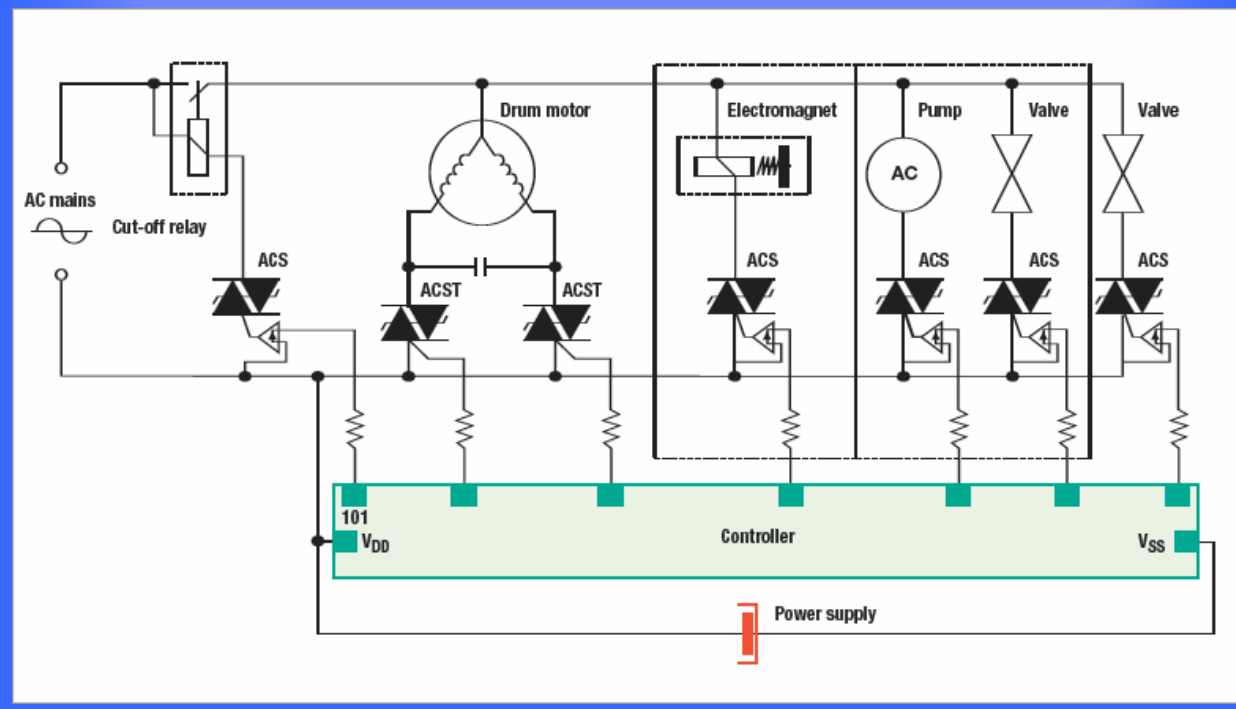 Drum motor
Electromagnet
Pump
Valve
Valve
AC
AC mains
Cut-off relay
ACS
ACST
ACST
ACS
ACS
ACS
ACS
101
VDD
Controller
VSS
Power supply